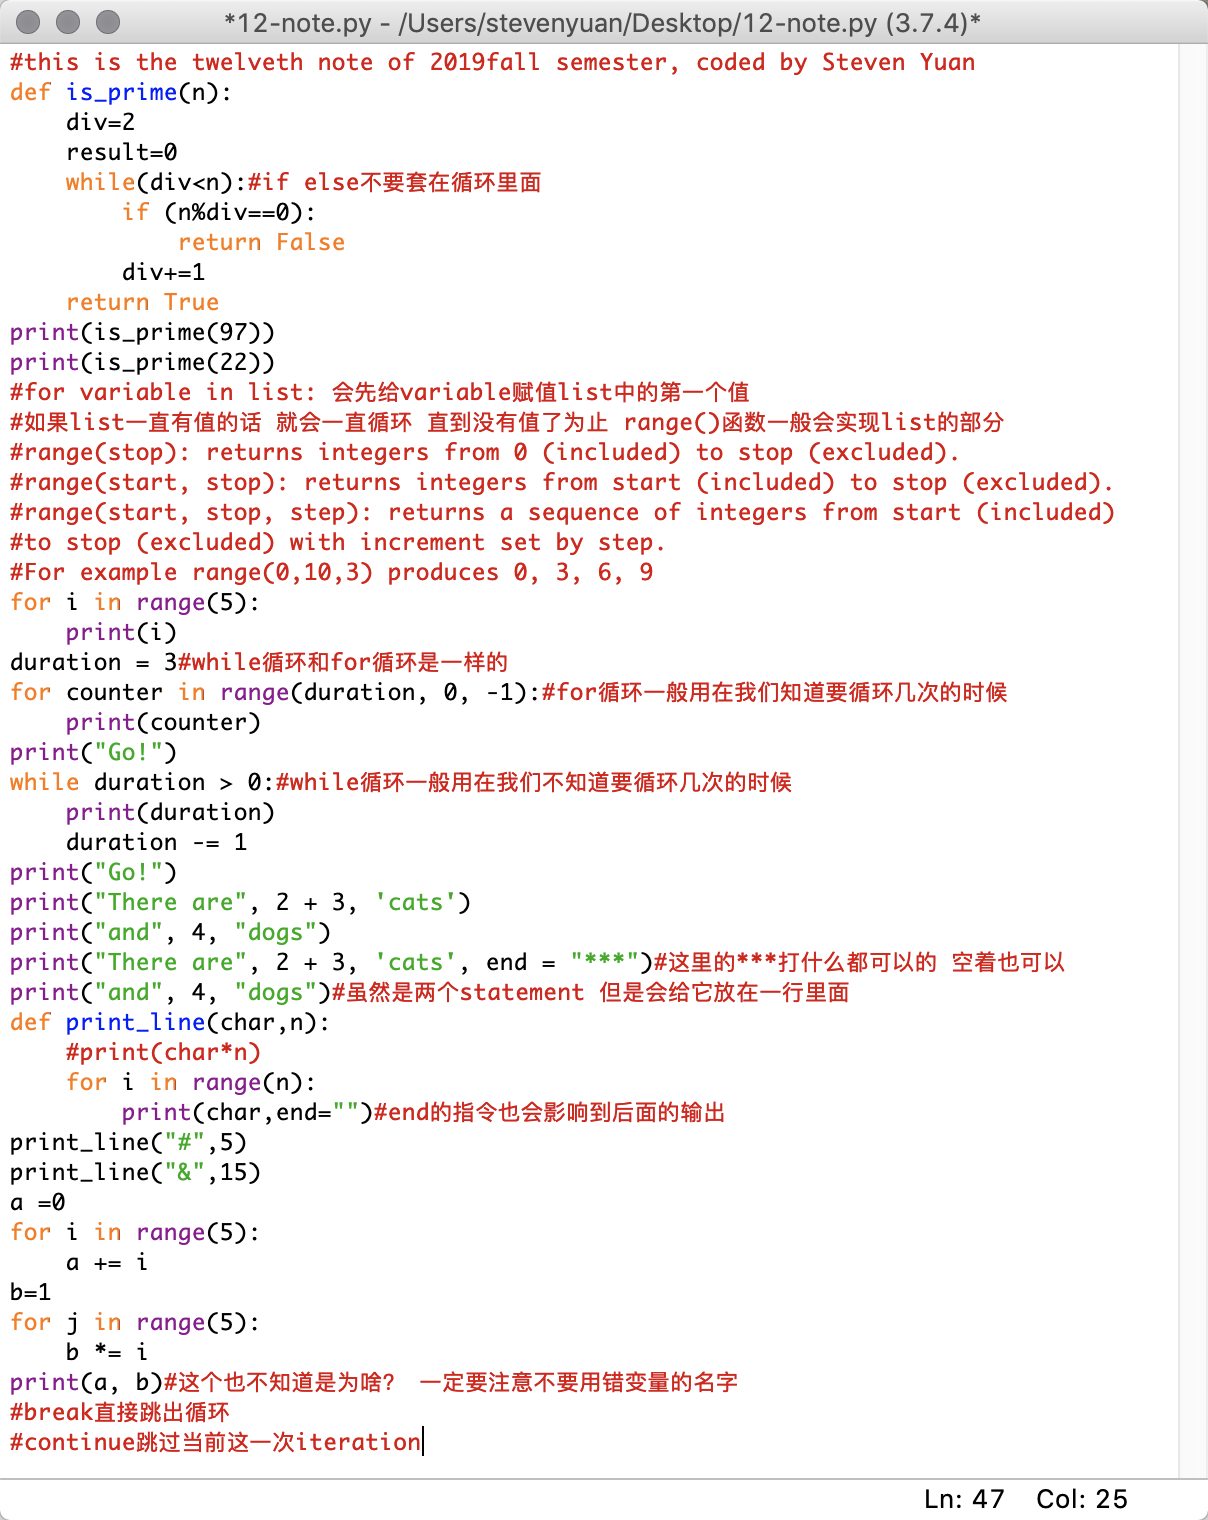 *12-note.py - /Users/stevenyuan/Desktop/12-note.py (3.7.4)*
#this is the twelveth note of 2019fall semester, coded by Steven Yuan
def is_prime(n):
    div=2
    result=0
    while(div<n):#if else不要套在循环里面
        if (n%div==0):
            return False
        div+=1
    return True
print(is_prime(97))
print(is_prime(22))
#for variable in list: 会先给variable赋值list中的第一个值
#如果list一直有值的话 就会一直循环 直到没有值了为止 range()函数一般会实现list的部分
#range(stop): returns integers from 0 (included) to stop (excluded).
#range(start, stop): returns integers from start (included) to stop (excluded).
#range(start, stop, step): returns a sequence of integers from start (included)
#to stop (excluded) with increment set by step.
#For example range(0,10,3) produces 0, 3, 6, 9
for i in range(5):
    print(i)
duration = 3#while循环和for循环是一样的
for counter in range(duration, 0, -1):#for循环一般用在我们知道要循环几次的时候
    print(counter)
print("Go!")
while duration > 0:#while循环一般用在我们不知道要循环几次的时候
    print(duration)
    duration -= 1
print("Go!")
print("There are", 2 + 3, 'cats')
print("and", 4, "dogs")
print("There are", 2 + 3, 'cats', end = "***")#这里的***打什么都可以的 空着也可以
print("and", 4, "dogs")#虽然是两个statement 但是会给它放在一行里面
def print_line(char,n):
    #print(char*n)
    for i in range(n):
        print(char,end="")#end的指令也会影响到后面的输出
print_line("#",5)
print_line("&",15)
a =0
for i in range(5):
    a += i
b=1
for j in range(5):
    b *= i
print(a, b)#这个也不知道是为啥？ 一定要注意不要用错变量的名字
#break直接跳出循环
#continue跳过当前这一次iteration
Ln: 47 Col: 25